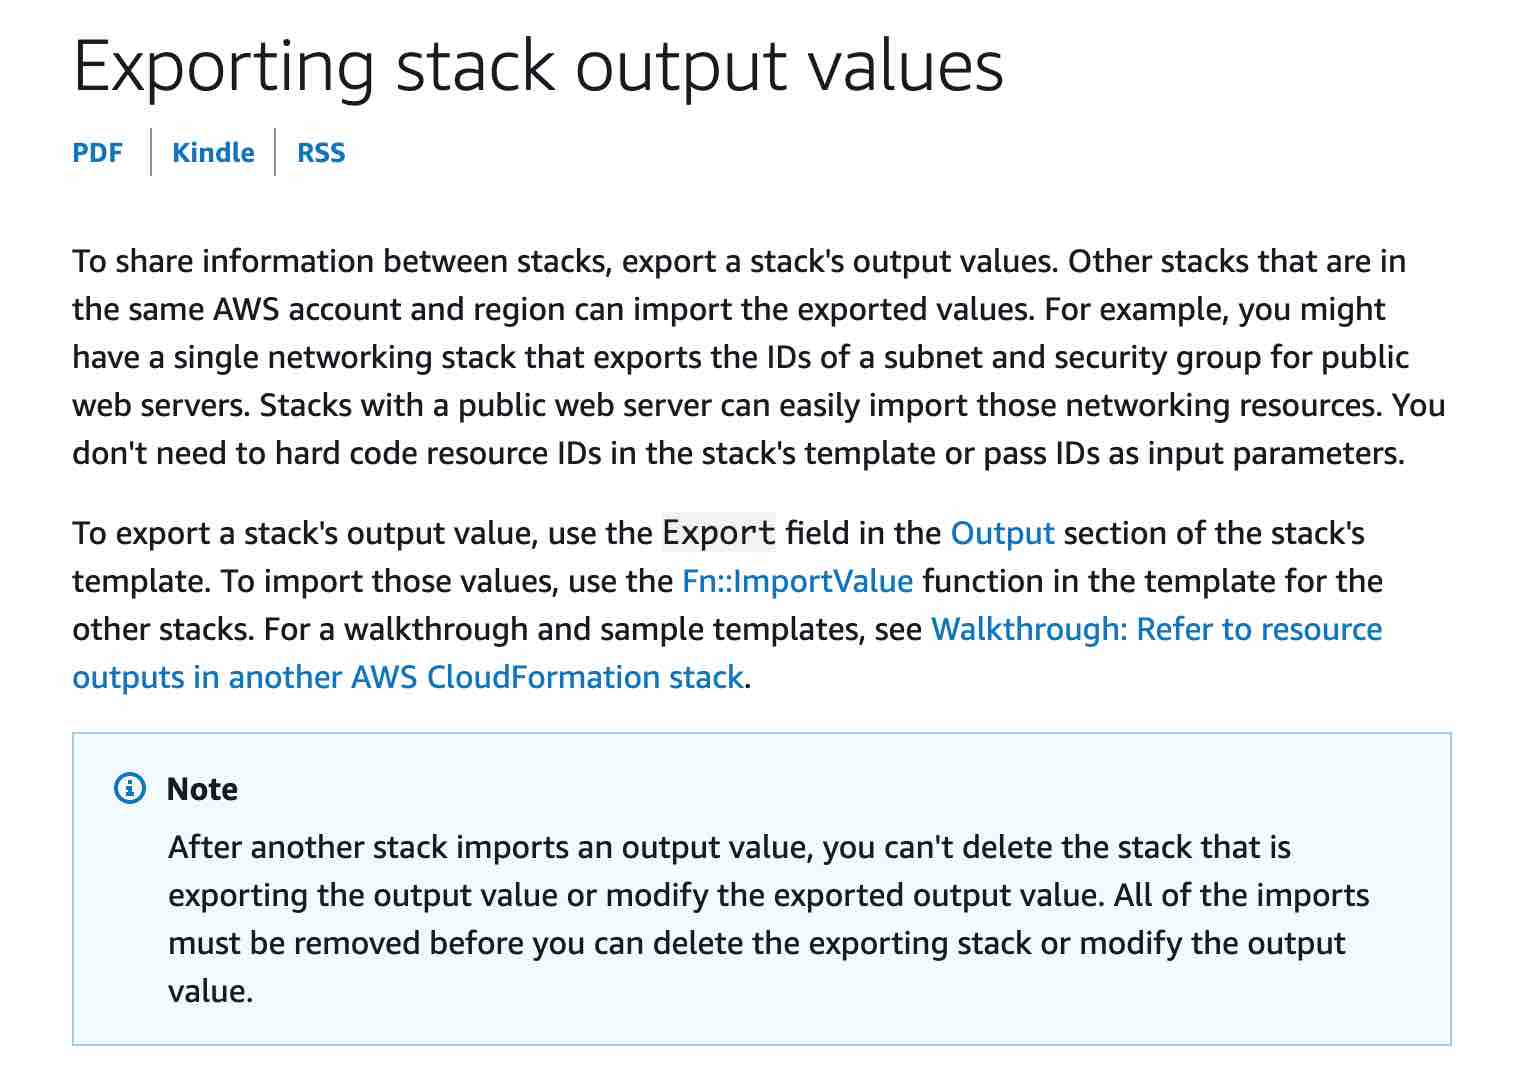 Exporting stack output values
PDF | Kindle | RSS
To share information between stacks, export a stack's output values. Other stacks that are in
the same AWS account and region can import the exported values. For example, you might
have a single networking stack that exports the IDs of a subnet and security group for public
web servers. Stacks with a public web server can easily import those networking resources. You
don't need to hard code resource IDs in the stack's template or pass IDs as input parameters.
To export a stack's output value, use the Export field in the Output section of the stack's
template. To import those values, use the Fn::ImportValue function in the template for the
other stacks. For a walkthrough and sample templates, see Walkthrough: Refer to resource
outputs in another AWS CloudFormation stack.
Note
After another stack imports an output value, you can't delete the stack that is
exporting the output value or modify the exported output value. All of the imports
must be removed before you can delete the exporting stack or modify the output
value.